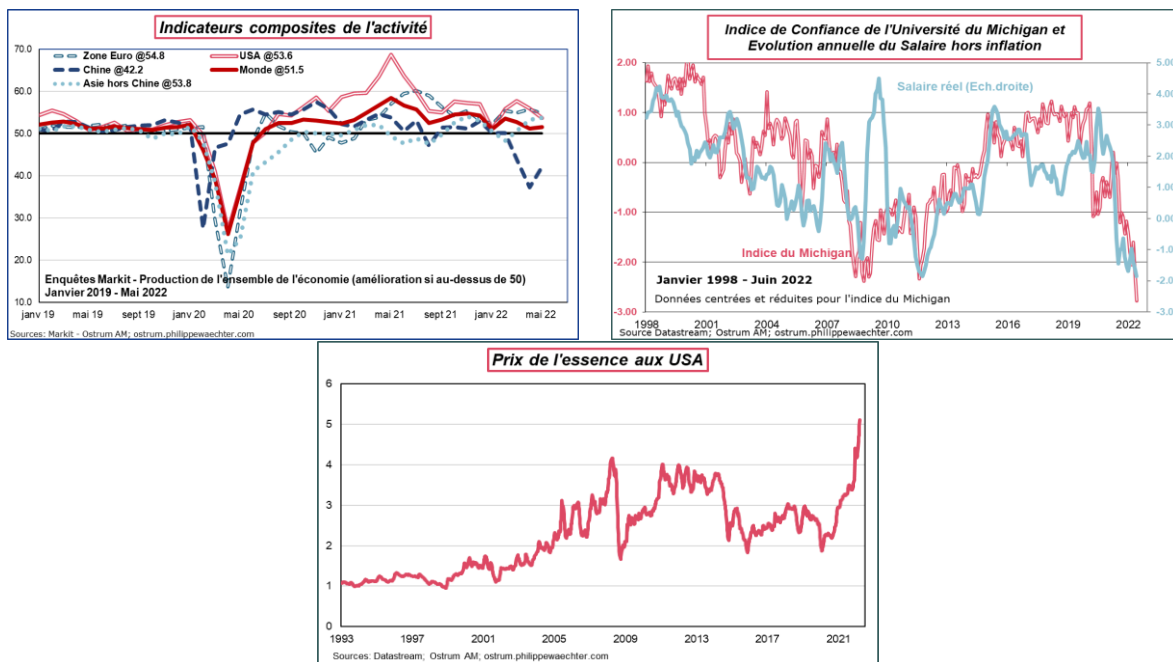 Indicateurs composites de l'activité
70.0
60.0
50.0
40.0
30.0
20.0
10.0
Zone Euro @54.8
USA @53.6
Chine @42.2
Monde @51.5
Asie hors Chine @53.8
Enquêtes Markit - Production de l'ensemble de l'économie (amélioration si au-dessus de 50)
Janvier 2019 - Mai 2022
janv 19 mai 19 sept 19 janv 20 mai 20 sept 20 janv 21 mai 21 sept 21 janv 22 mai 22
Sources: Markit - Ostrum AM; ostrum.philippewaechter.com
Indice de Confiance de l'Université du Michigan et
Evolution annuelle du Salaire hors inflation
2.00
1.00
0.00
-1.00
-2.00
-3.00
Salaire réel (Ech.droite)
Indice du Michigan
Janvier 1998 - Juin 2022
Données centrées et réduites pour l'indice du Michigan
5.0
4.0
3.0
2.0
1.0
0.0
-1.0
-2.0
-3.0
1998 2001 2004 2007 2010 2013 2016 2019 2022
Source Datastream; Ostrum AM; ostrum.philippewaechter.com
Prix de l'essence aux USA
6
5
4
3
2
1
0
1993 1997 2001 2005 2009 2013 2017 2021
Sources: Datastream; Ostrum AM; ostrum.philippewaechter.com